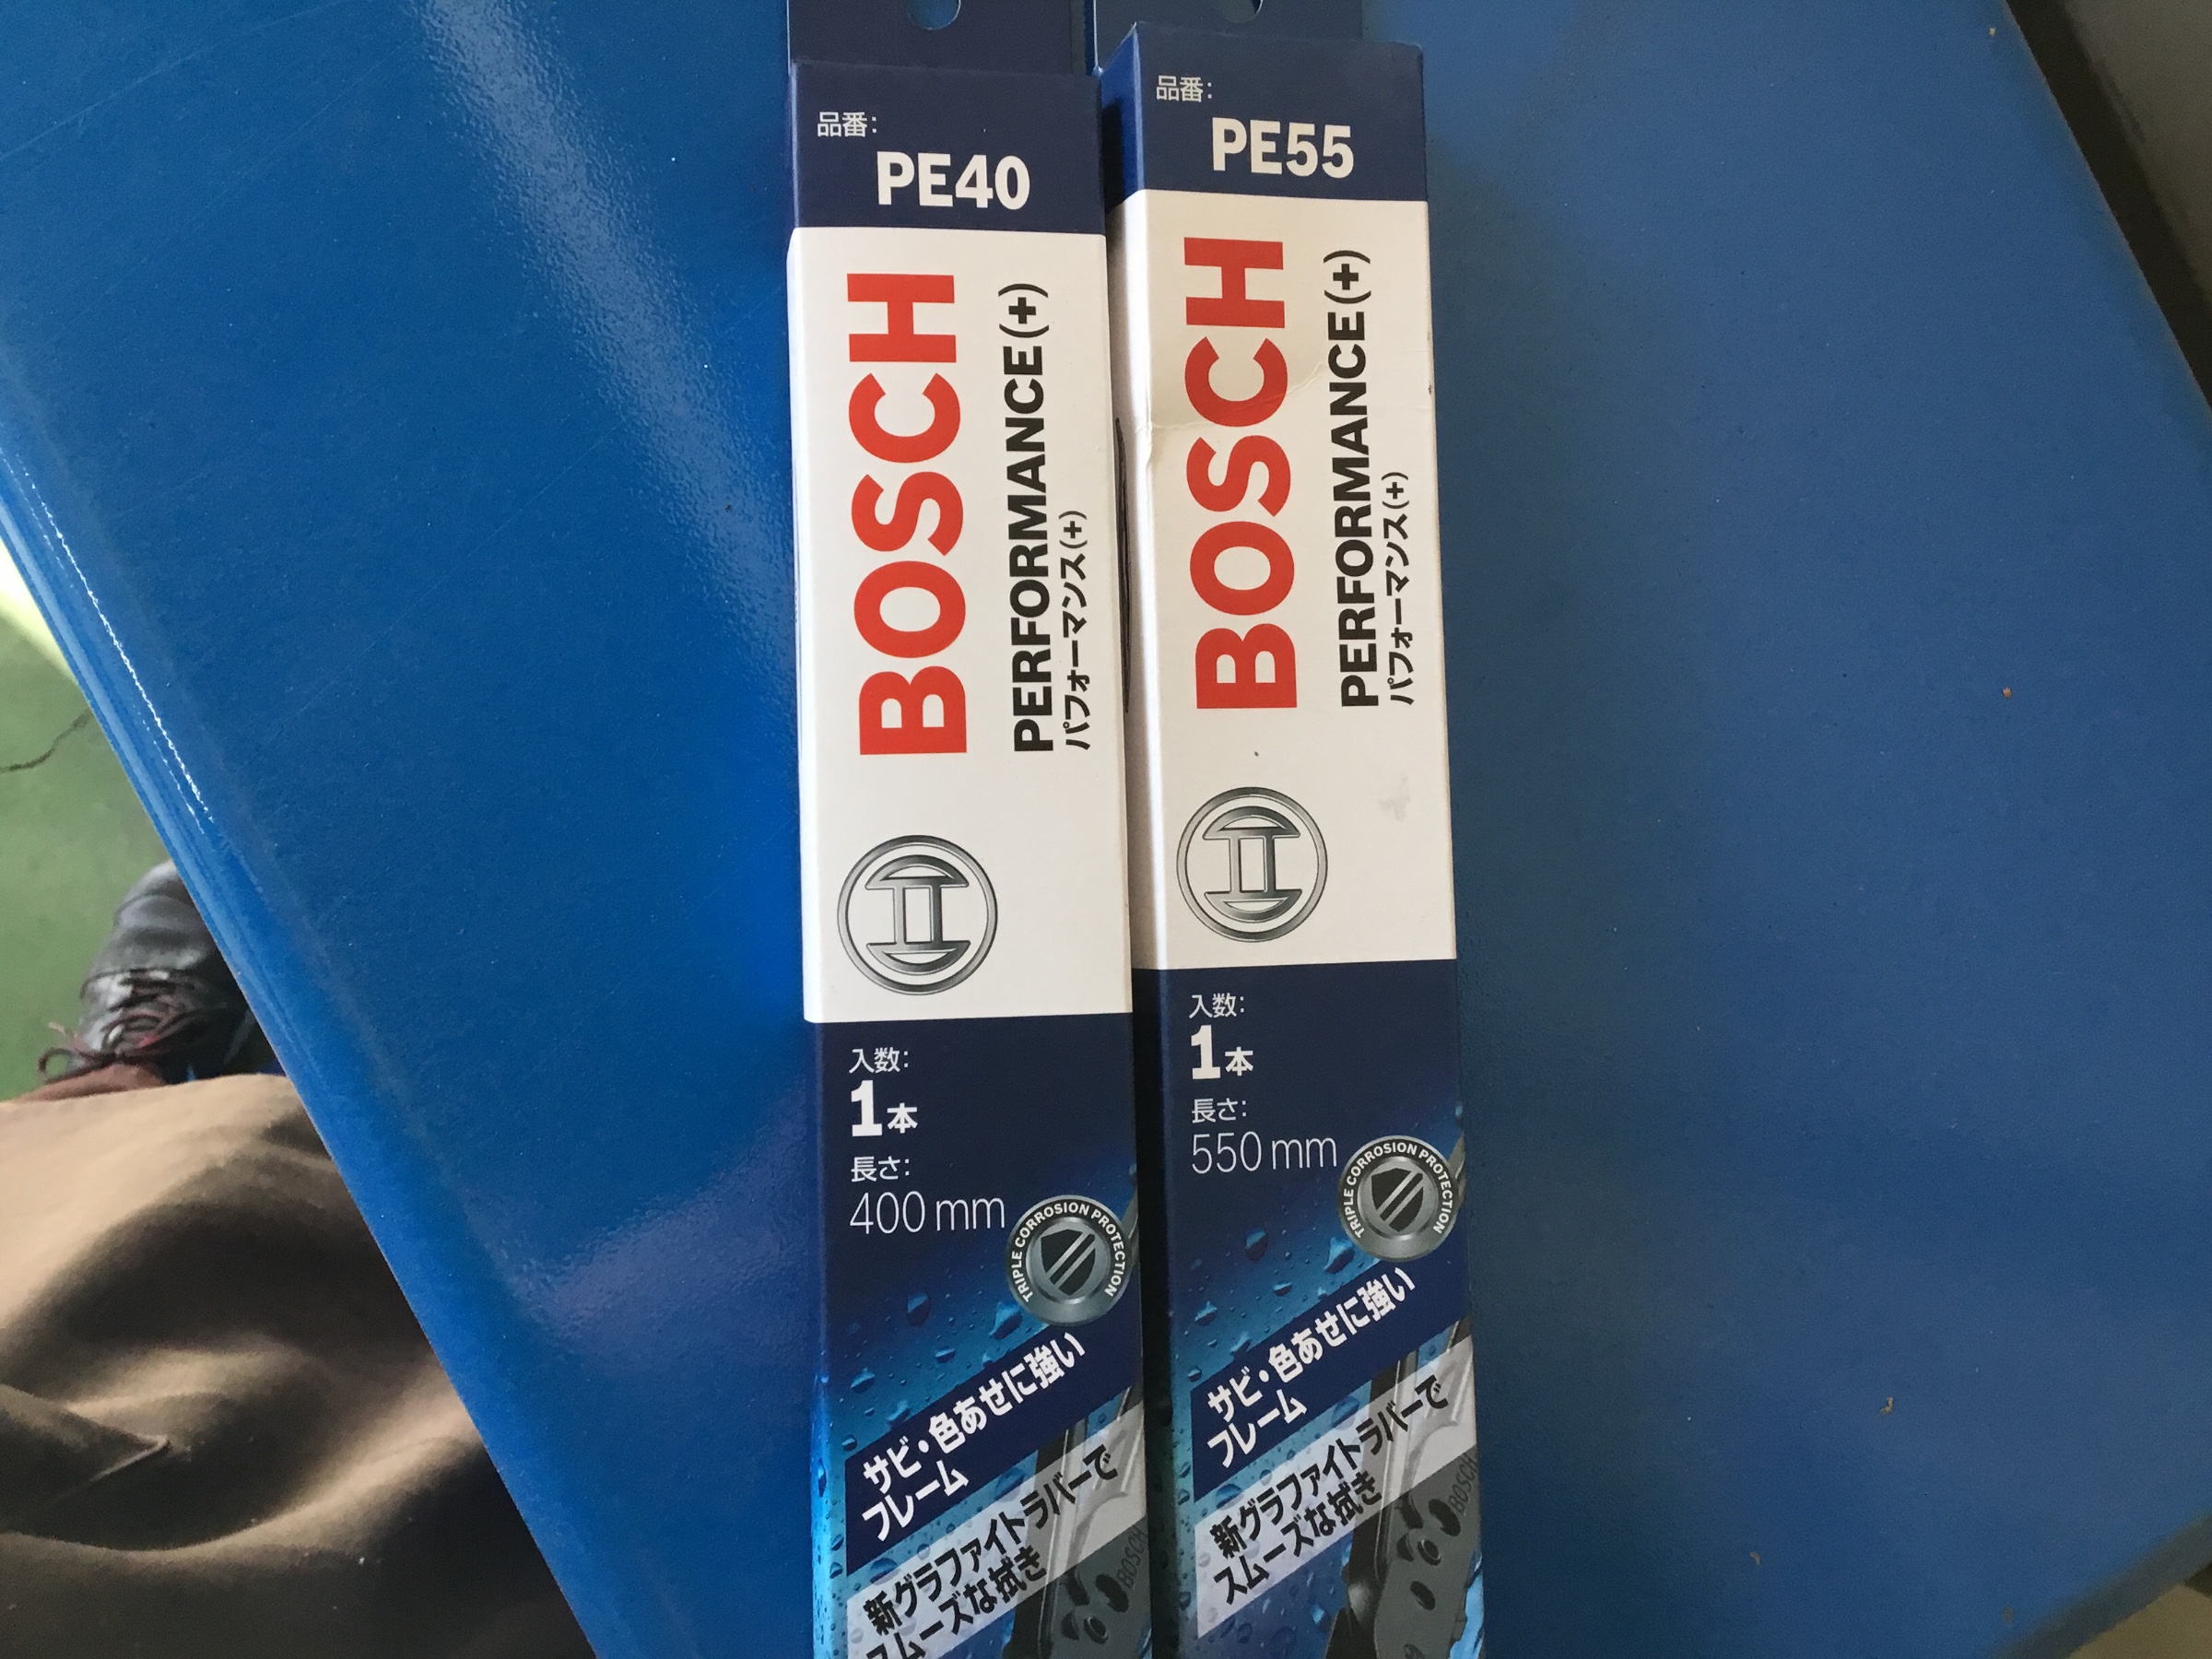 品番:
PE40
BOSCH
PERFORMANCE(+)
パフォーマンス(+)
入数:
1本
長さ:
400mm
TRIPLE CORROSION PROTECTION
サビ・色あせに強い
フレーム
新グラファイトラバーで
スムーズな拭き
BOSCH
品番:
PE55
BOSCH
PERFORMANCE(+)
パフォーマンス(+)
入数:
1本
長さ:
550mm
TRIPLE CORROSION PROTECTION
サビ・色あせに強い
フレーム
新グラファイトラバーで
スムーズな拭き
BOSCH